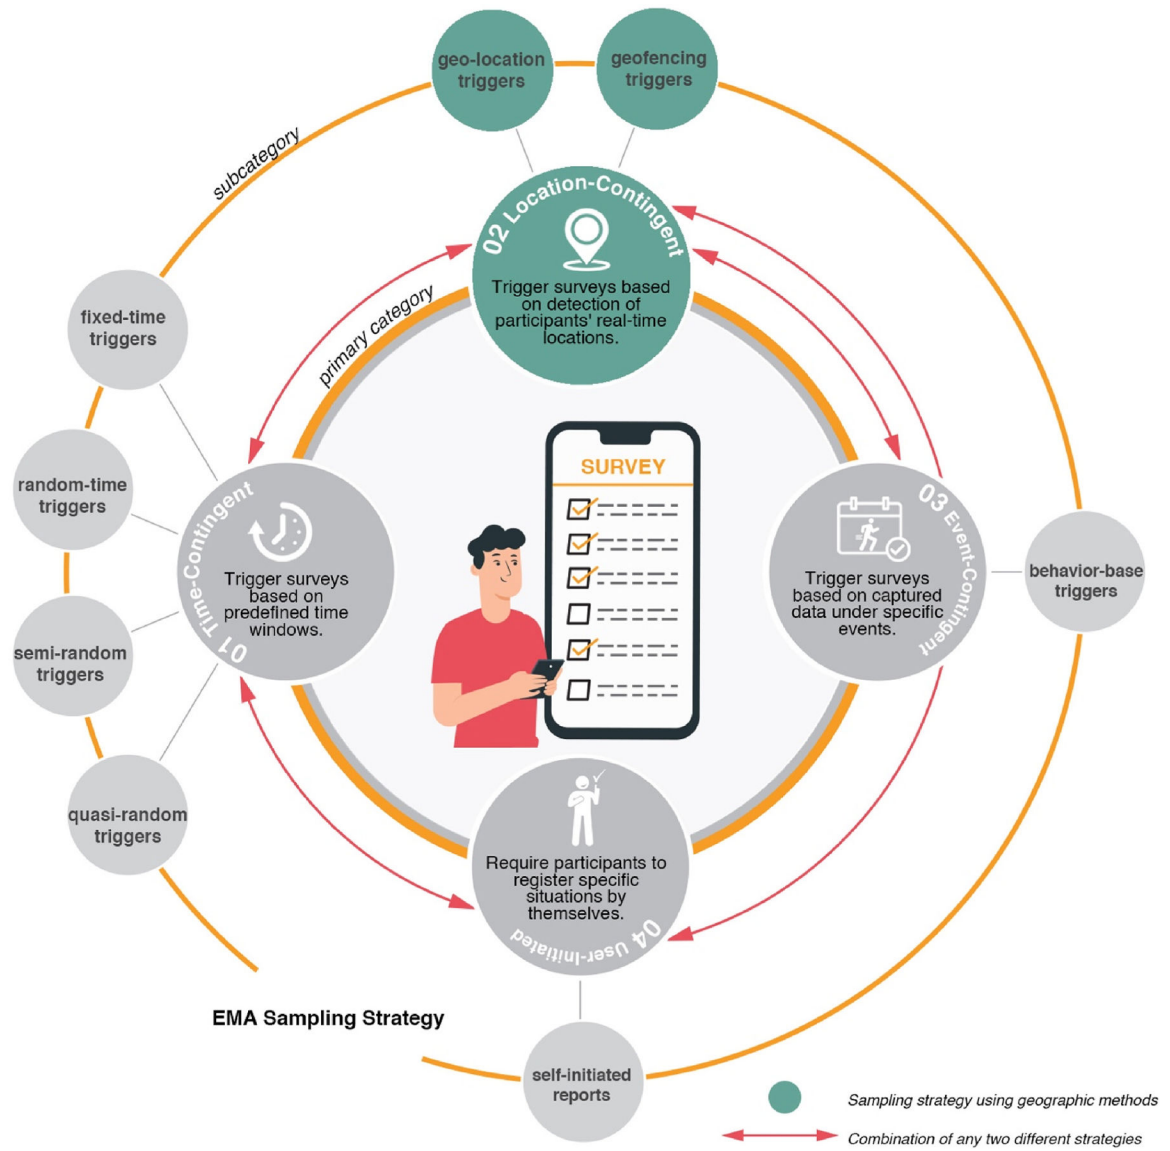 geo-location
triggers
geofencing
triggers
subcategory
02 Location-Contingent
Trigger surveys based
on detection of
participants' real-time
locations.
primary category
fixed-time
triggers
random-time
triggers
semi-random
triggers
quasi-random
triggers
01 Time-Contingent
Trigger surveys
based on
predefined time
windows.
SURVEY
03 Event-Contingent
Trigger surveys
based on captured
data under specific
events.
behavior-base
triggers
Require participants to
register specific
situations by
themselves.
04 User-Initiated
EMA Sampling Strategy
self-initiated
reports
Sampling strategy using geographic methods
Combination of any two different strategies